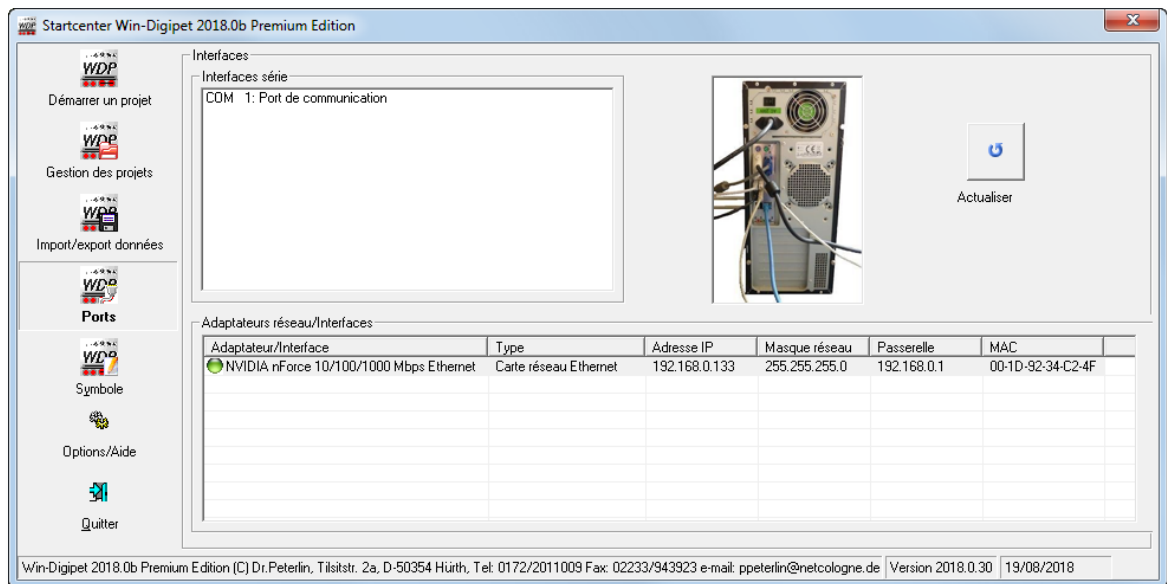 Startcenter Win-Digipet 2018.0b Premium Edition
WDP
Démarrer un projet
WDP
Gestion des projets
WDP
Import/export données
WDP
Ports
WDP
Symbole
Options/Aide
Quitter
Interfaces
Interfaces série
COM 1: Port de communication
Actualiser
Adaptateurs réseau/Interfaces
Adaptateur/Interface Type Adresse IP Masque réseau Passerelle MAC
NVIDIA nForce 10/100/1000 Mbps Ethernet Carte réseau Ethernet 192.168.0.133 255.255.255.0 192.168.0.1 00-1D-92-34-C2-4F
Win-Digipet 2018.0b Premium Edition (C) Dr.Peterlin, Tilsitstr. 2a, D-50354 Hürth, Tel: 0172/2011009 Fax: 02233/943923 e-mail: ppeterlin@netcologne.de Version 2018.0.30 19/08/2018